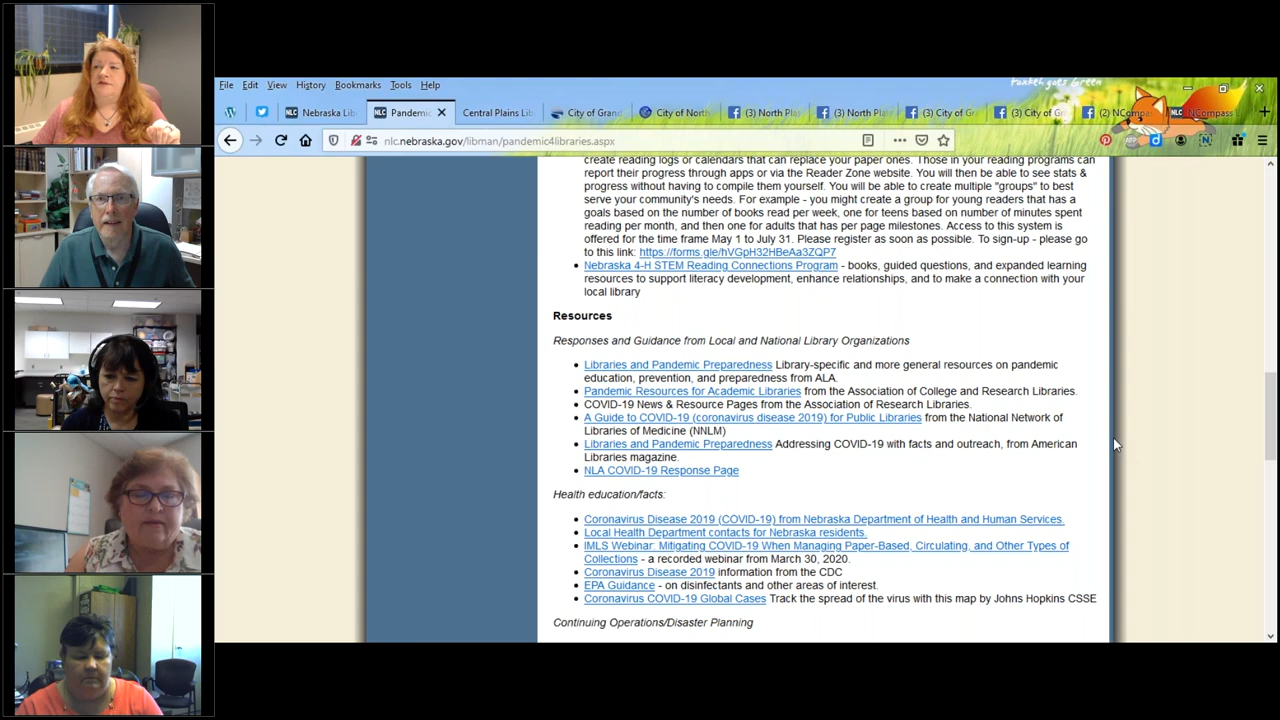 Foxkeh goes Green
File Edit View History Bookmarks Tools Help
NLC Nebraska Lib
NLC Pandemic
Central Plains Lib
City of Grand
City of North
(3) North Pla
(3) North Pla
(3) City of G
(3) City of Gra
(2) NCompas
NLC NCompass
nlc.nebraska.gov/libman/pandemic4libraries.aspx
create reading logs or calendars that can replace your paper ones. Those in your reading programs can
report their progress through apps or via the Reader Zone website. You will then be able to see stats &
progress without having to compile them yourself. You will be able to create multiple "groups" to best
serve your community's needs. For example - you might create a group for young readers that has a
goals based on the number of books read per week, one for teens based on number of minutes spent
reading per month, and then one for adults that has per page milestones. Access to this system is
offered for the time frame May 1 to July 31. Please register as soon as possible. To sign-up - please go
to this link: https://forms.gle/hVGpH32HBeAa3ZQP7
• Nebraska 4-H STEM Reading Connections Program - books, guided questions, and expanded learning
resources to support literacy development, enhance relationships, and to make a connection with your
local library
Resources
Responses and Guidance from Local and National Library Organizations
• Libraries and Pandemic Preparedness Library-specific and more general resources on pandemic
education, prevention, and preparedness from ALA.
• Pandemic Resources for Academic Libraries from the Association of College and Research Libraries.
• COVID-19 News & Resource Pages from the Association of Research Libraries.
• A Guide to COVID-19 (coronavirus disease 2019) for Public Libraries from the National Network of
Libraries of Medicine (NNLM)
• Libraries and Pandemic Preparedness Addressing COVID-19 with facts and outreach, from American
Libraries magazine.
• NLA COVID-19 Response Page
Health education/facts:
• Coronavirus Disease 2019 (COVID-19) from Nebraska Department of Health and Human Services.
• Local Health Department contacts for Nebraska residents.
• IMLS Webinar: Mitigating COVID-19 When Managing Paper-Based, Circulating, and Other Types of
Collections - a recorded webinar from March 30, 2020.
• Coronavirus Disease 2019 information from the CDC
• EPA Guidance - on disinfectants and other areas of interest.
• Coronavirus COVID-19 Global Cases Track the spread of the virus with this map by Johns Hopkins CSSE
Continuing Operations/Disaster Planning